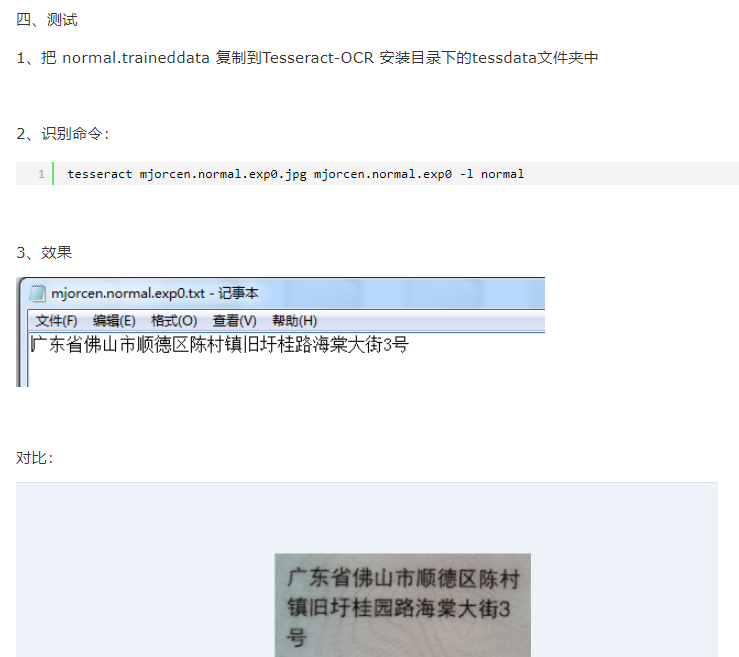 四、测试
1、把 normal.traineddata 复制到Tesseract-OCR 安装目录下的tessdata文件夹中
2、识别命令：
1 tesseract mjorcen.normal.exp0.jpg mjorcen.normal.exp0 -l normal
3、效果
mjorcen.normal.exp0.txt - 记事本
文件(F) 编辑(E) 格式(O) 查看(V) 帮助(H)
广东省佛山市顺德区陈村镇旧圩桂路海棠大街3号
对比：
广东省佛山市顺德区陈村
镇旧圩桂园路海棠大街3
号